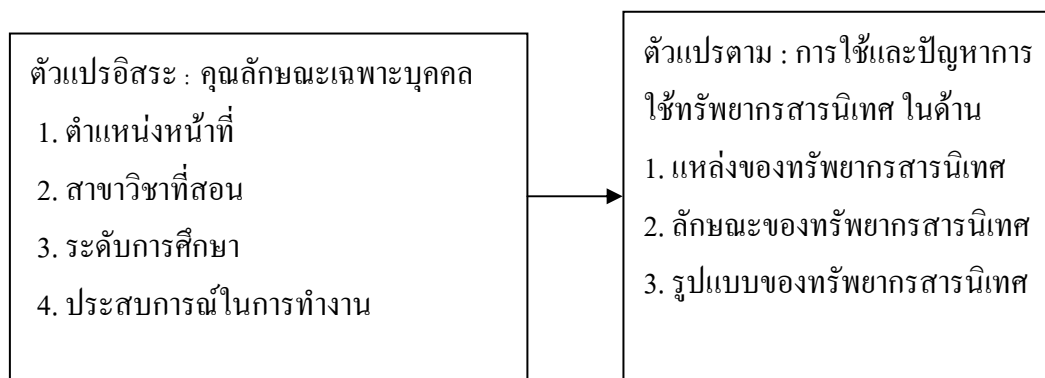 ตัวแปรอิสระ : คุณลักษณะเฉพาะบุคคล
1. ตำแหน่งหน้าที่
2. สาขาวิชาที่สอน
3. ระดับการศึกษา
4. ประสบการณ์ในการทำงาน
ตัวแปรตาม : การใช้และปัญหาการ
ใช้ทรัพยากรสารนิเทศ ในด้าน
1. แหล่งของทรัพยากรสารนิเทศ
2. ลักษณะของทรัพยากรสารนิเทศ
3. รูปแบบของทรัพยากรสารนิเทศ